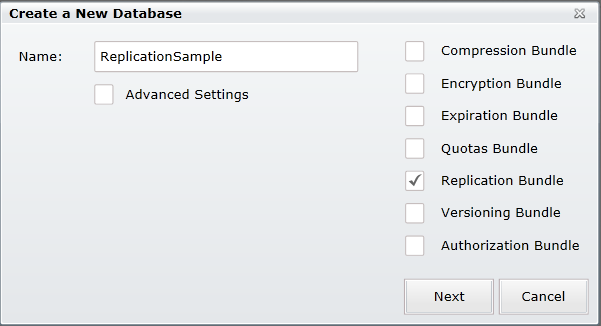 Create a New Database
Name:
ReplicationSample
Advanced Settings
Compression Bundle
Encryption Bundle
Expiration Bundle
Quotas Bundle
Replication Bundle
Versioning Bundle
Authorization Bundle
Next
Cancel